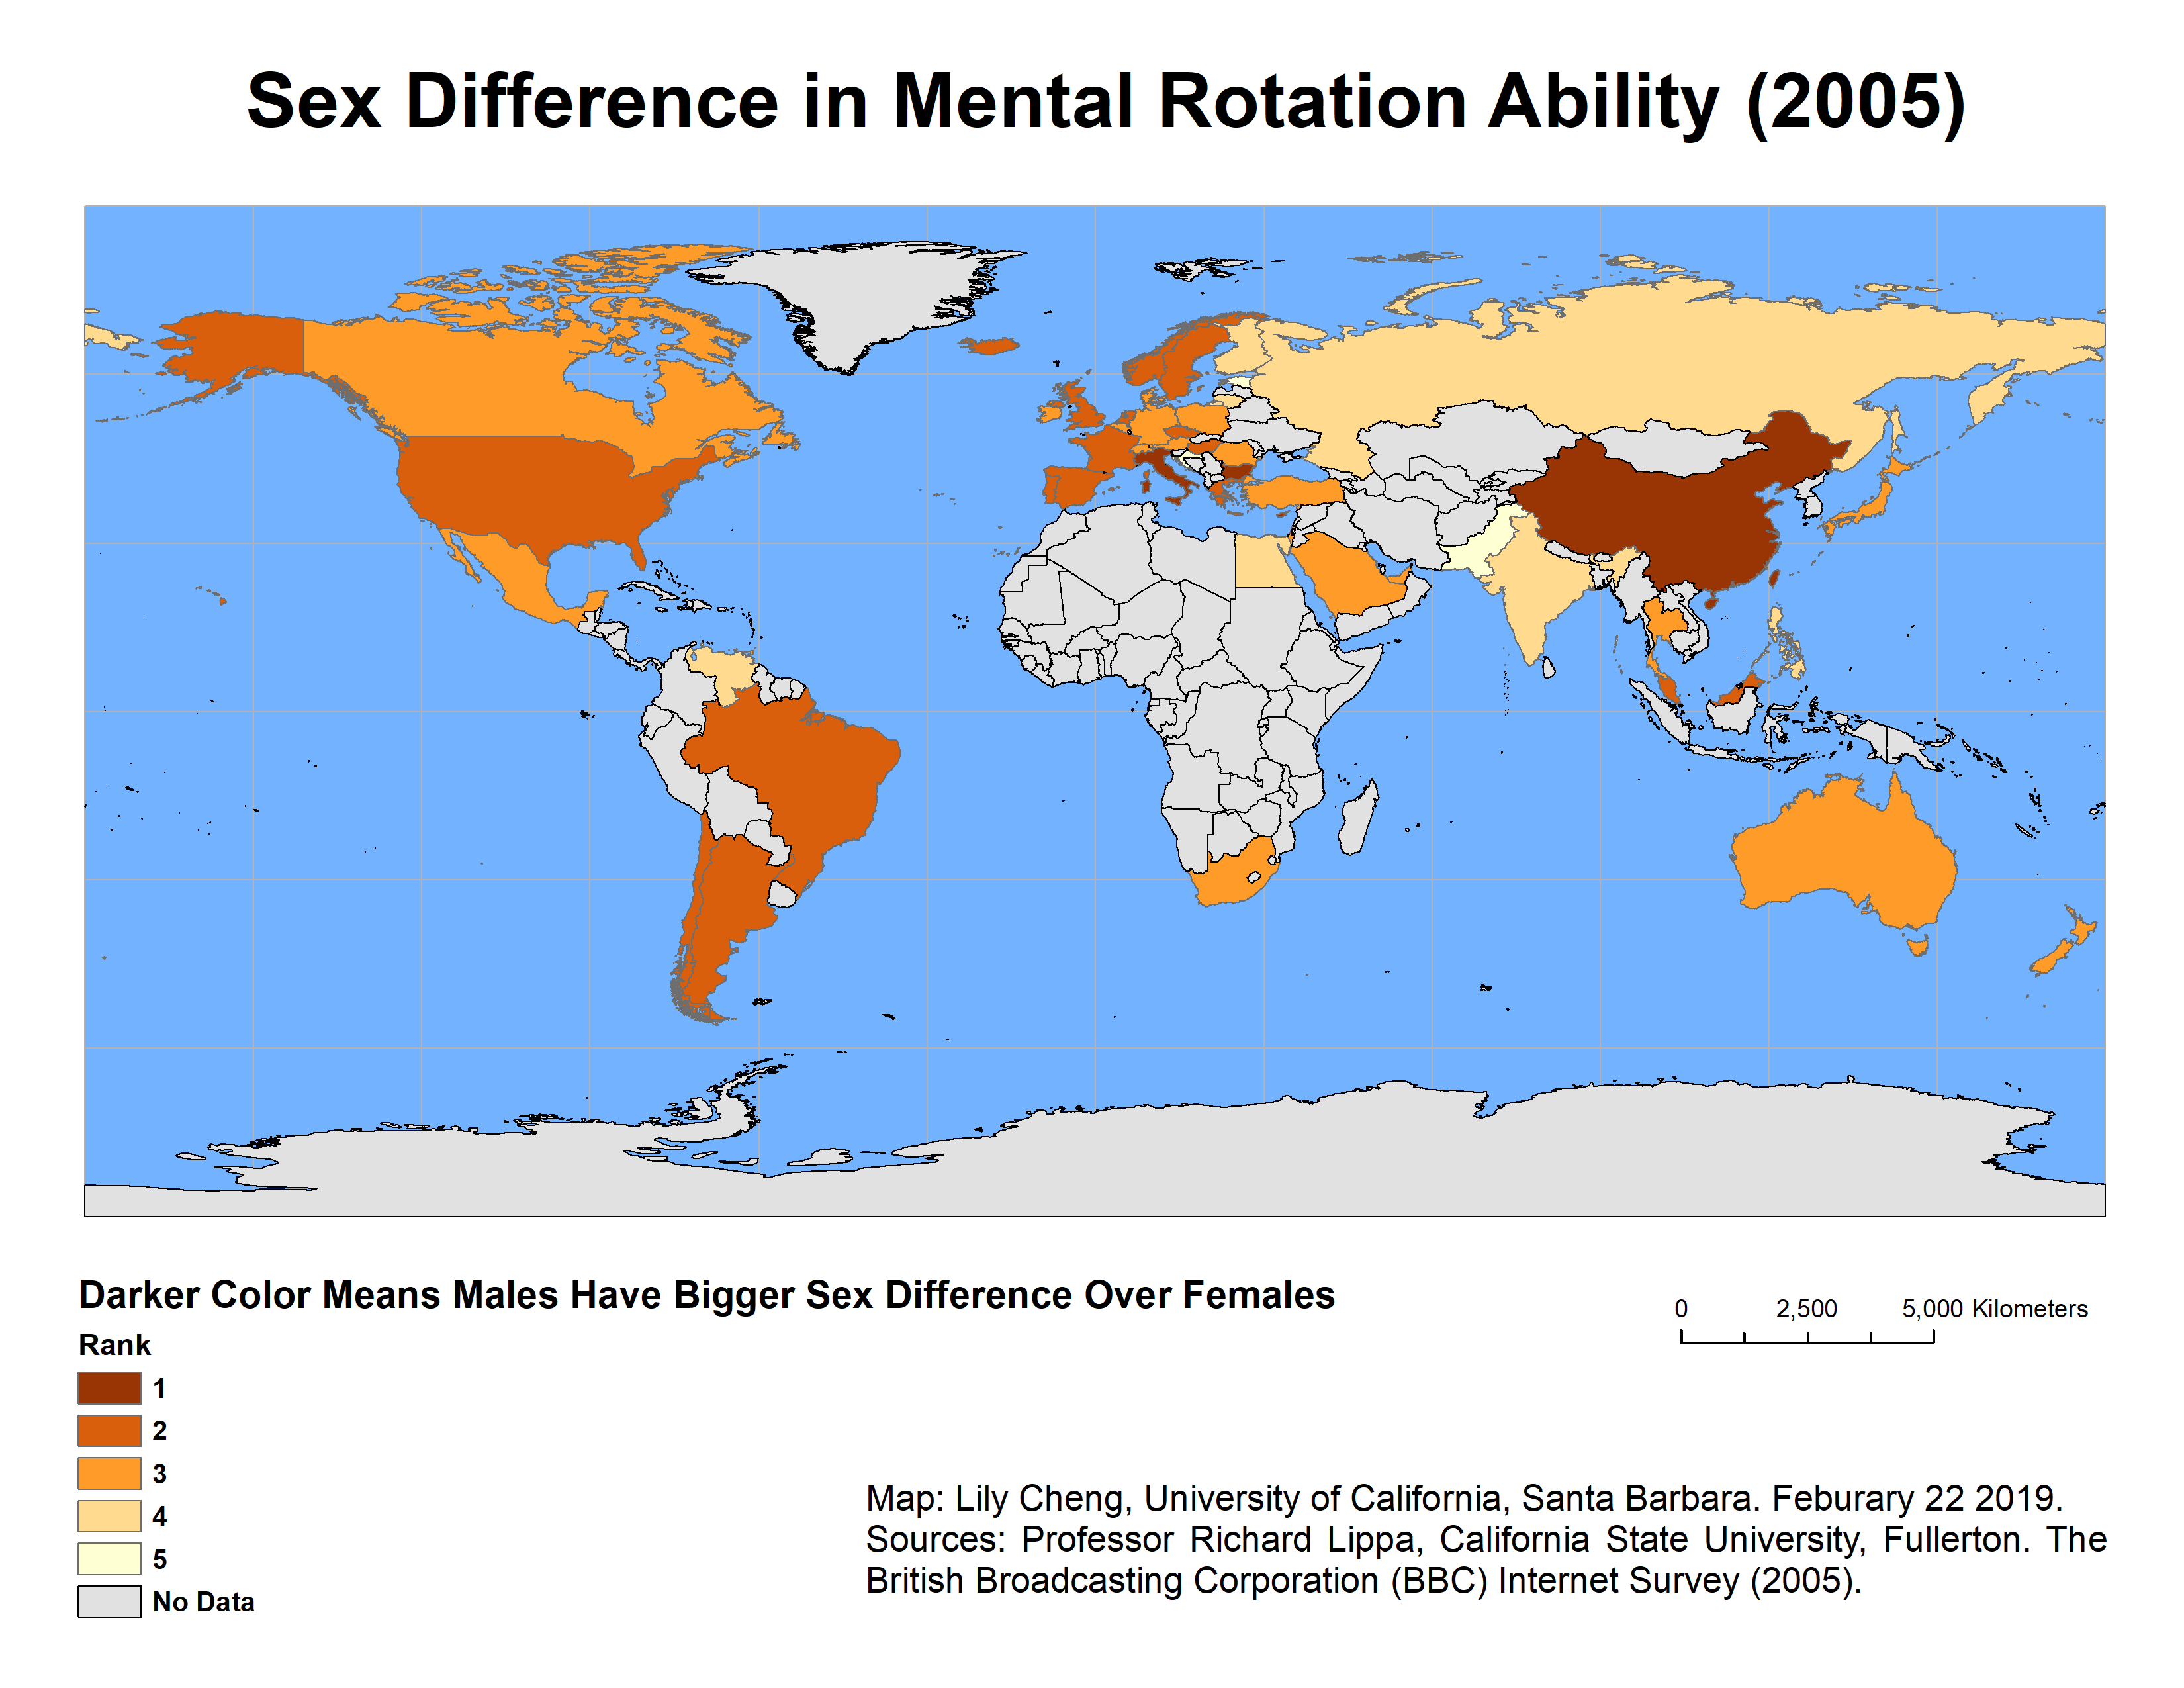 Sex Difference in Mental Rotation Ability (2005)
Darker Color Means Males Have Bigger Sex Difference Over Females
Rank
1
2
3
4
5
No Data
0 2,500 5,000 Kilometers
Map: Lily Cheng, University of California, Santa Barbara. Feburary 22 2019.
Sources: Professor Richard Lippa, California State University, Fullerton. The
British Broadcasting Corporation (BBC) Internet Survey (2005).